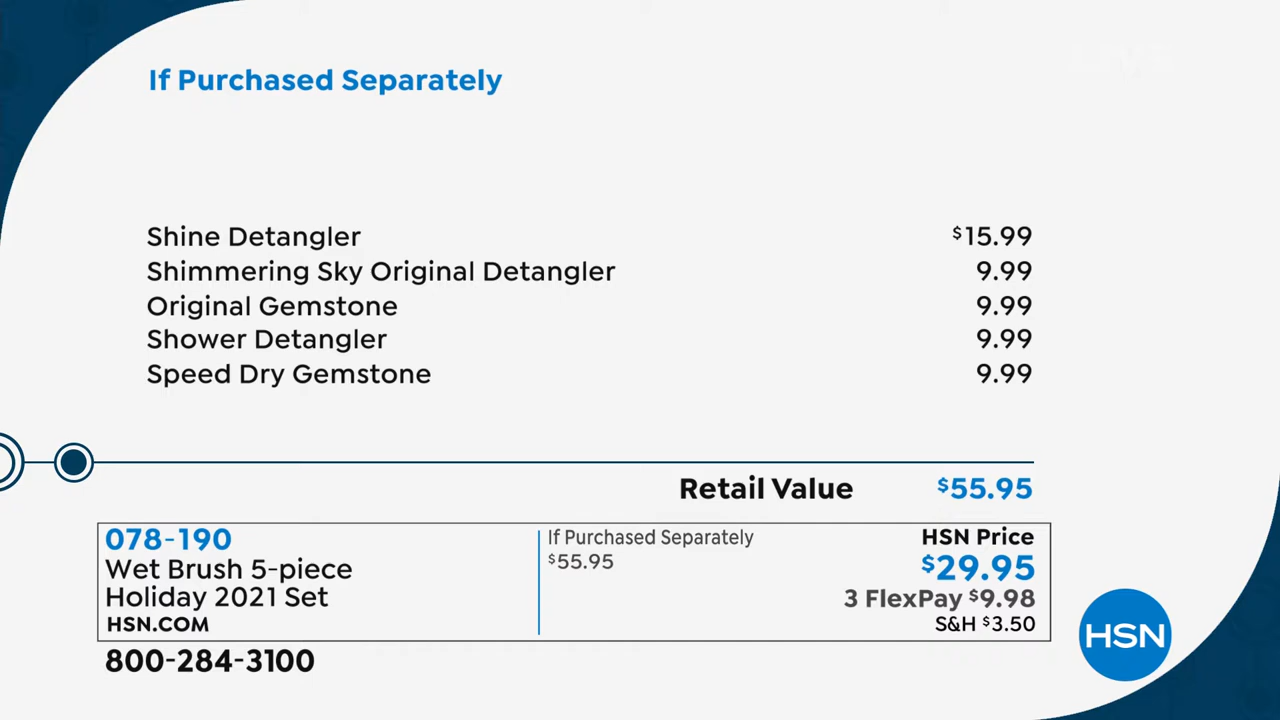 If Purchased Separately
Shine Detangler $15.99
Shimmering Sky Original Detangler 9.99
Original Gemstone 9.99
Shower Detangler 9.99
Speed Dry Gemstone 9.99
Retail Value $55.95
078-190
Wet Brush 5-piece
Holiday 2021 Set
HSN.COM
If Purchased Separately
$55.95
HSN Price
$29.95
3 FlexPay $9.98
S&H $3.50
800-284-3100
HSN